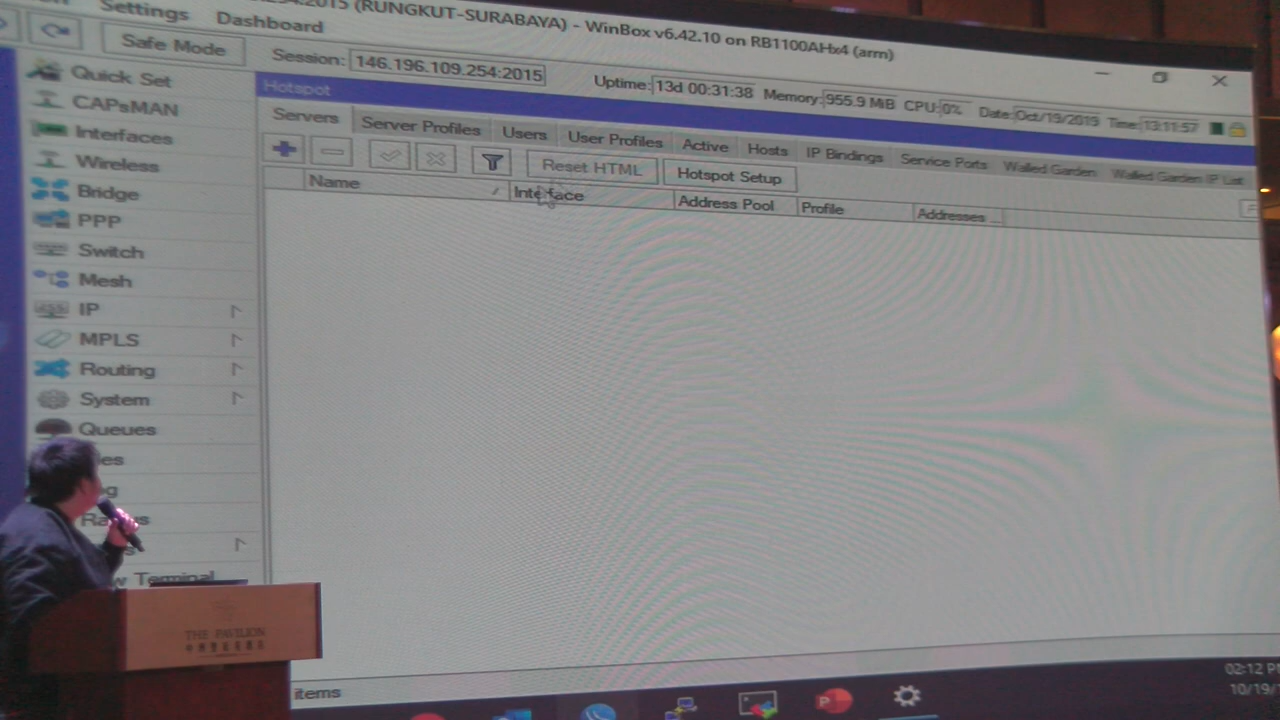 Settings Dashboard
(RUNGKUT-SURABAYA) - WinBox v6.42.10 on RB1100AHx4 (arm)
Safe Mode
Session: 146.196.109.254:2015
Uptime: 13d 00:31:38 Memory: 955.9 MiB CPU: 0% Date: Oct/19/2019 Time: 13:11:57
Quick Set
CAPsMAN
Interfaces
Wireless
Bridge
PPP
Switch
Mesh
IP
MPLS
Routing
System
Queues
Terminal
Hotspot
Servers Server Profiles Users User Profiles Active Hosts IP Bindings Service Ports Walled Garden Walled Garden IP List
Reset HTML Hotspot Setup
Name Interface Address Pool Profile Addresses ...
items
THE PAVILION
02:12 P
10/19/